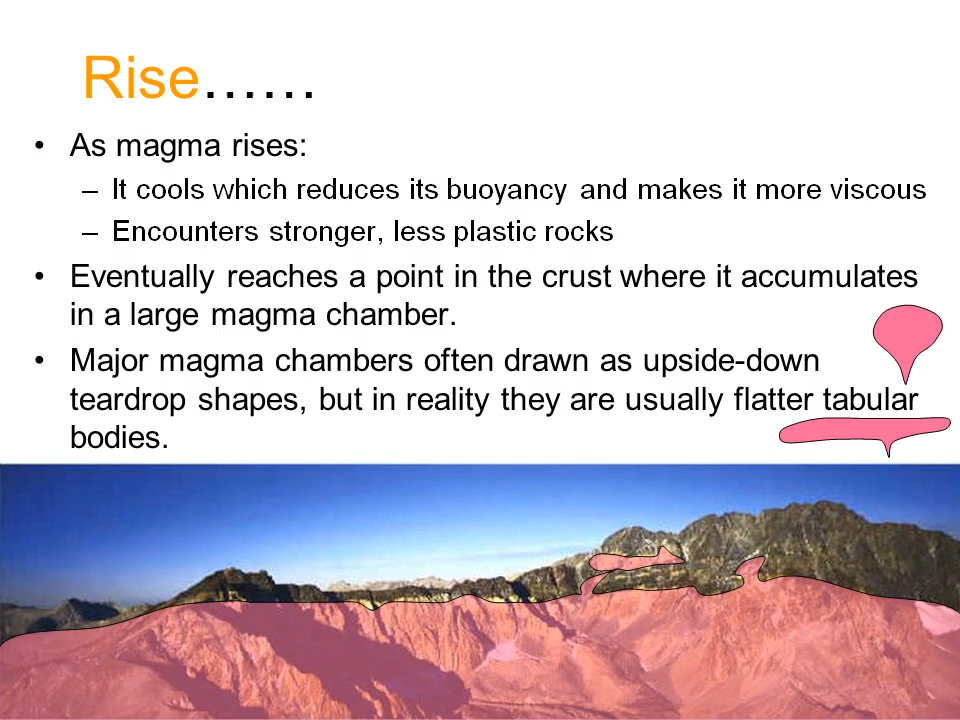 Rise……
• As magma rises:
– It cools which reduces its buoyancy and makes it more viscous
– Encounters stronger, less plastic rocks
• Eventually reaches a point in the crust where it accumulates
in a large magma chamber.
• Major magma chambers often drawn as upside-down
teardrop shapes, but in reality they are usually flatter tabular
bodies.